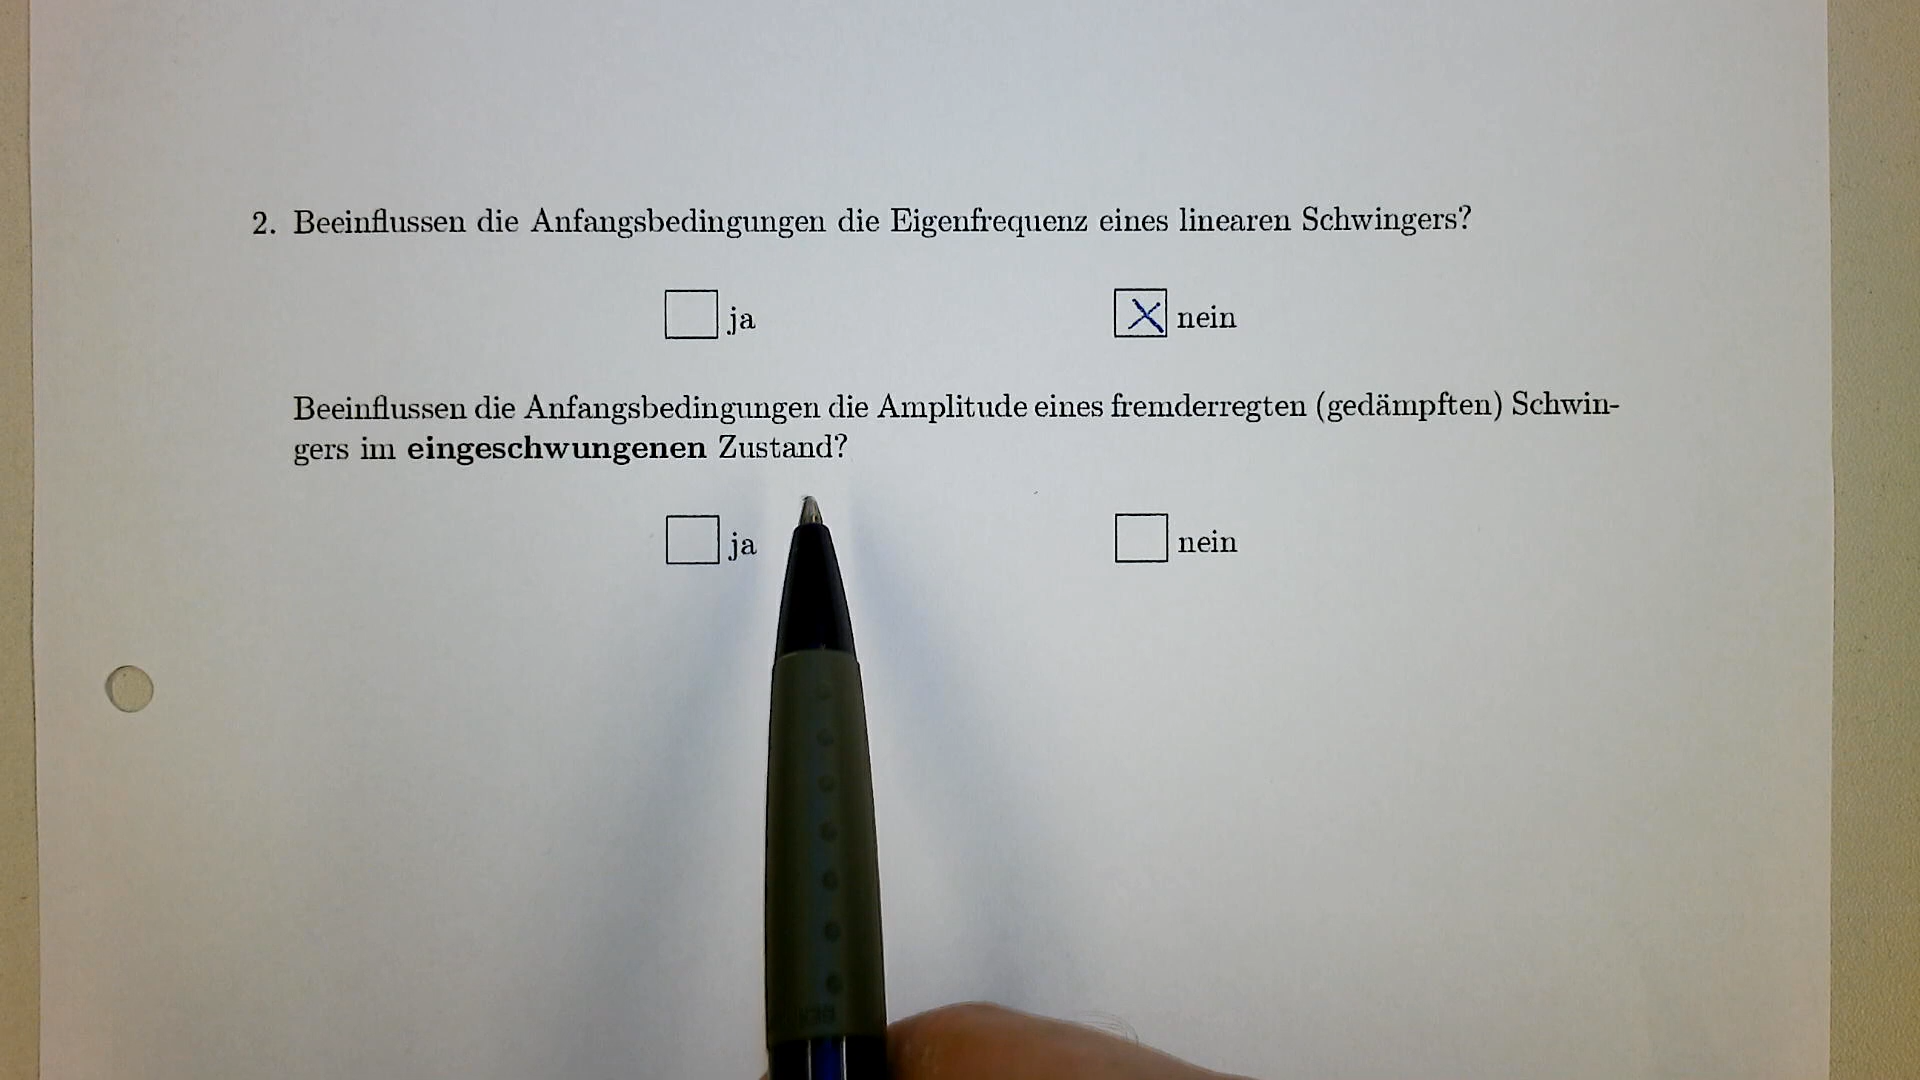 2. Beeinflussen die Anfangsbedingungen die Eigenfrequenz eines linearen Schwingers?
ja
X nein
Beeinflussen die Anfangsbedingungen die Amplitude eines fremderregten (gedämpften) Schwin-
gers im eingeschwungenen Zustand?
ja
nein